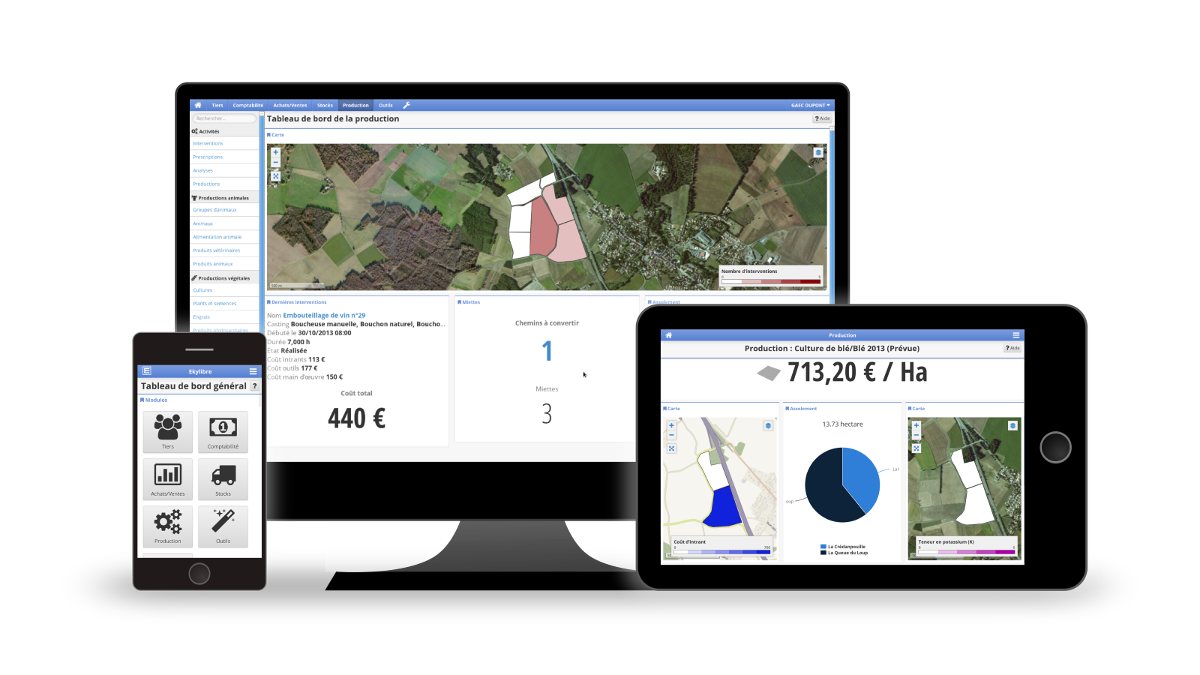 Tiers
Comptabilité
Achats/Ventes
Stocks
Production
Outils
GAEC DUPONT
Rechercher...
Tableau de bord de la production
? Aide
Activités
Interventions
Prescriptions
Analyses
Productions
Productions animales
Groupes d'animaux
Animaux
Alimentation animale
Produits vétérinaires
Produits animaux
Productions végétales
Cultures
Plants et semences
Engrais
Carte
+
−
Nombre d'interventions
Dernières interventions
Nom Embouteillage de vin n°29
Casting Boucheuse manuelle, Bouchon naturel, Boucho...
Débuté le 30/10/2013 08:00
Durée 7,000 h
État Réalisée
Coût intrants 113 €
Coût outils 177 €
Coût main d'œuvre 150 €
Coût total
440 €
Miettes
Chemins à convertir
1
Miettes
3
Assolement
Ekylibre
Tableau de bord général
?
Modules
Tiers
Comptabilité
Achats/Ventes
Stocks
Production
Outils
Production
Production : Culture de blé/Blé 2013 (Prévue)
? Aide
713,20 € / Ha
Carte
+
−
Coût d'intrant
Assolement
13.73 hectare
La Crédanpouille
La Queue du Loup
Carte
+
−
Teneur en potassium (K)